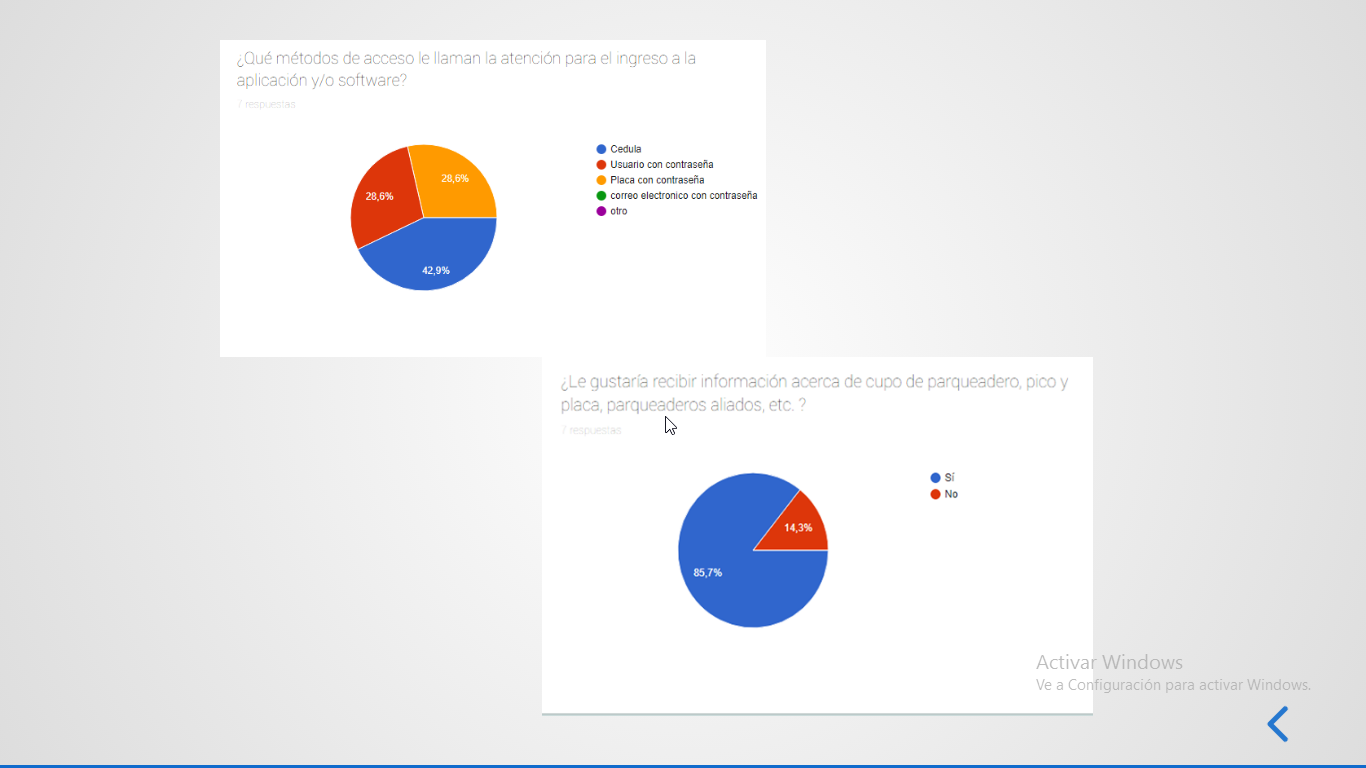 ¿Qué métodos de acceso le llaman la atención para el ingreso a la
aplicación y/o software?
7 respuestas
Cedula
Usuario con contraseña
Placa con contraseña
correo electronico con contraseña
otro
28,6%
28,6%
42,9%
¿Le gustaría recibir información acerca de cupo de parqueadero, pico y
placa, parqueaderos aliados, etc. ?
7 respuestas
Sí
No
14,3%
85,7%
Activar Windows
Ve a Configuración para activar Windows.